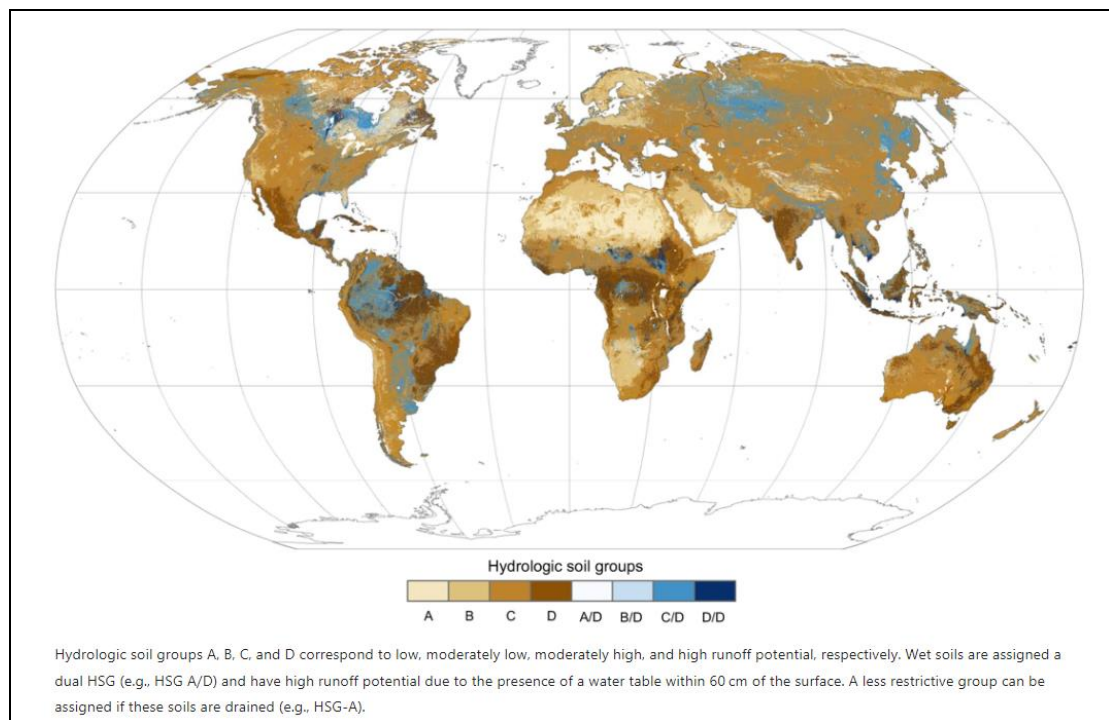 Hydrologic soil groups
A B C D A/D B/D C/D D/D
Hydrologic soil groups A, B, C, and D correspond to low, moderately low, moderately high, and high runoff potential, respectively. Wet soils are assigned a
dual HSG (e.g., HSG A/D) and have high runoff potential due to the presence of a water table within 60 cm of the surface. A less restrictive group can be
assigned if these soils are drained (e.g., HSG-A).